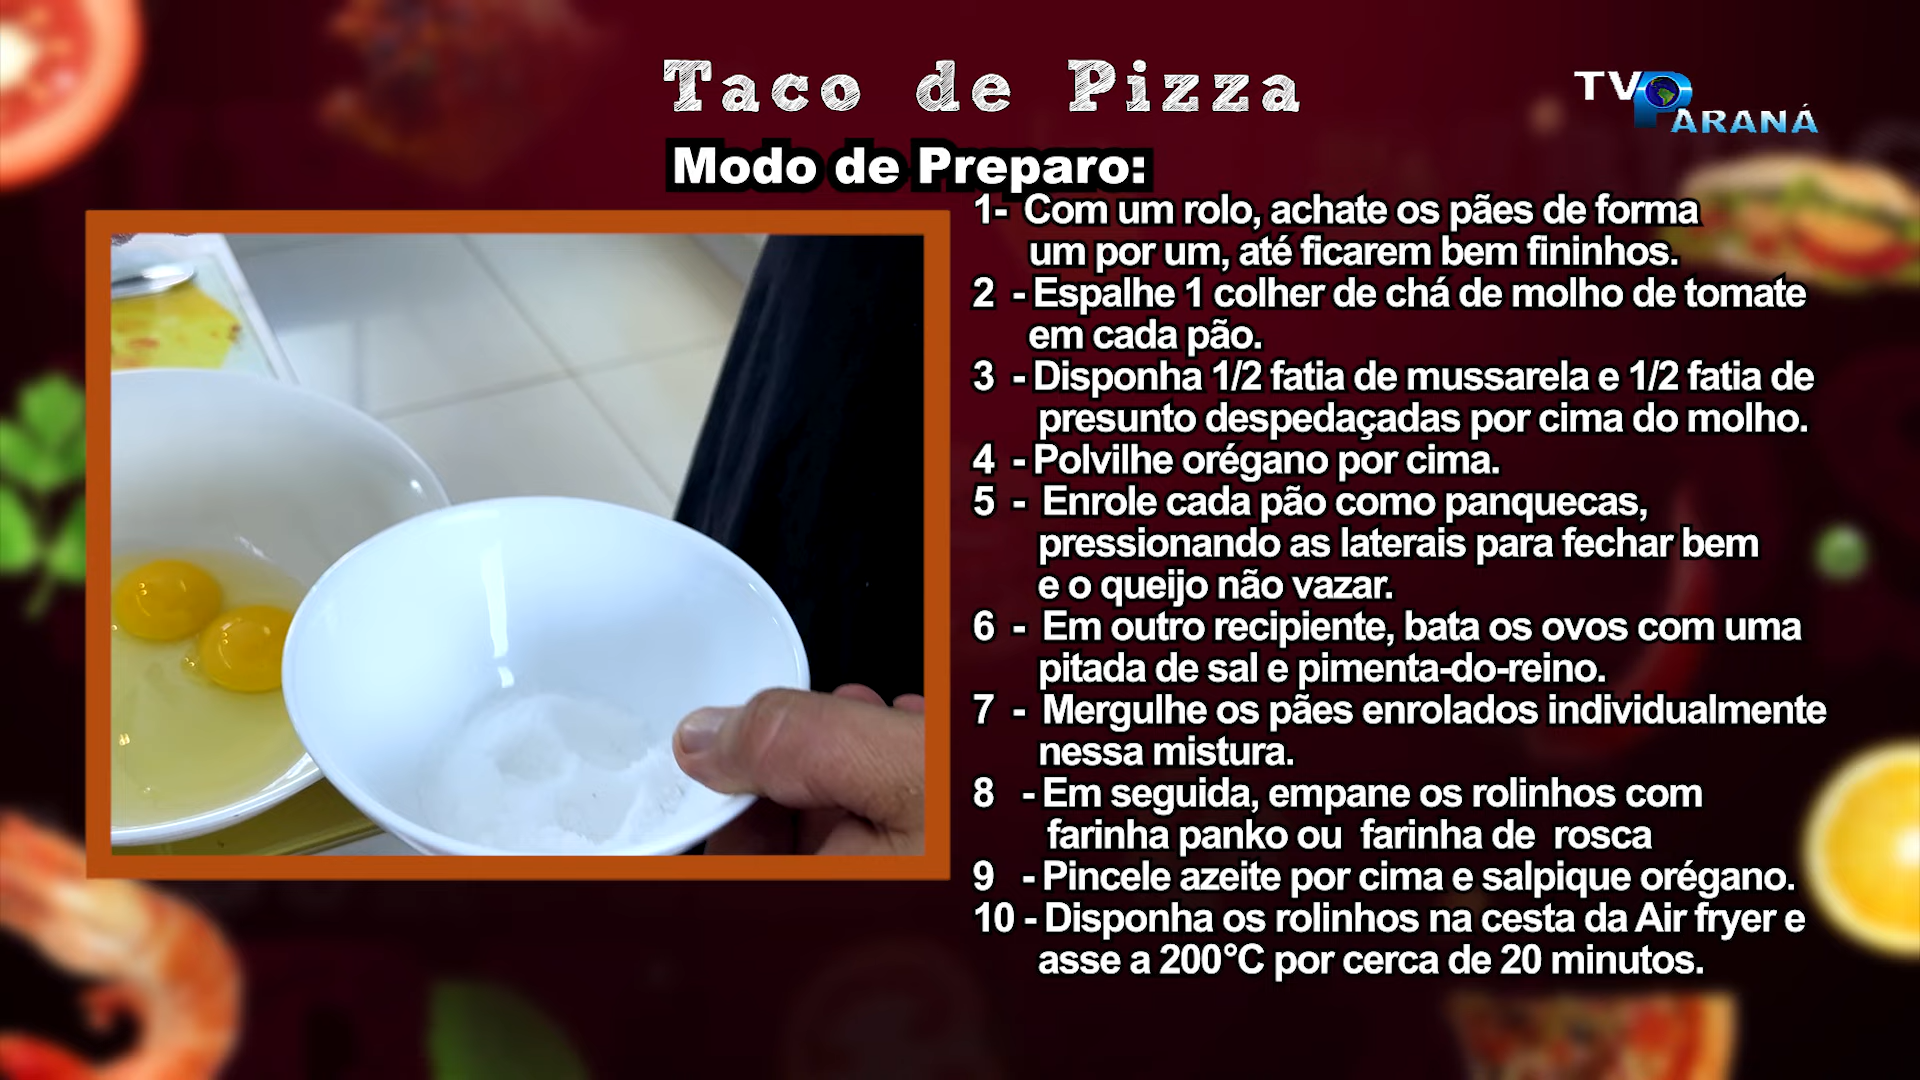 Taco de Pizza
TV PARANÁ
Modo de Preparo:
1- Com um rolo, achate os pães de forma
um por um, até ficarem bem fininhos.
2 - Espalhe 1 colher de chá de molho de tomate
em cada pão.
3 - Disponha 1/2 fatia de mussarela e 1/2 fatia de
presunto despedaçadas por cima do molho.
4 - Polvilhe orégano por cima.
5 - Enrole cada pão como panquecas,
pressionando as laterais para fechar bem
e o queijo não vazar.
6 - Em outro recipiente, bata os ovos com uma
pitada de sal e pimenta-do-reino.
7 - Mergulhe os pães enrolados individualmente
nessa mistura.
8 - Em seguida, empane os rolinhos com
farinha panko ou farinha de rosca
9 - Pincele azeite por cima e salpique orégano.
10 - Disponha os rolinhos na cesta da Air fryer e
asse a 200°C por cerca de 20 minutos.